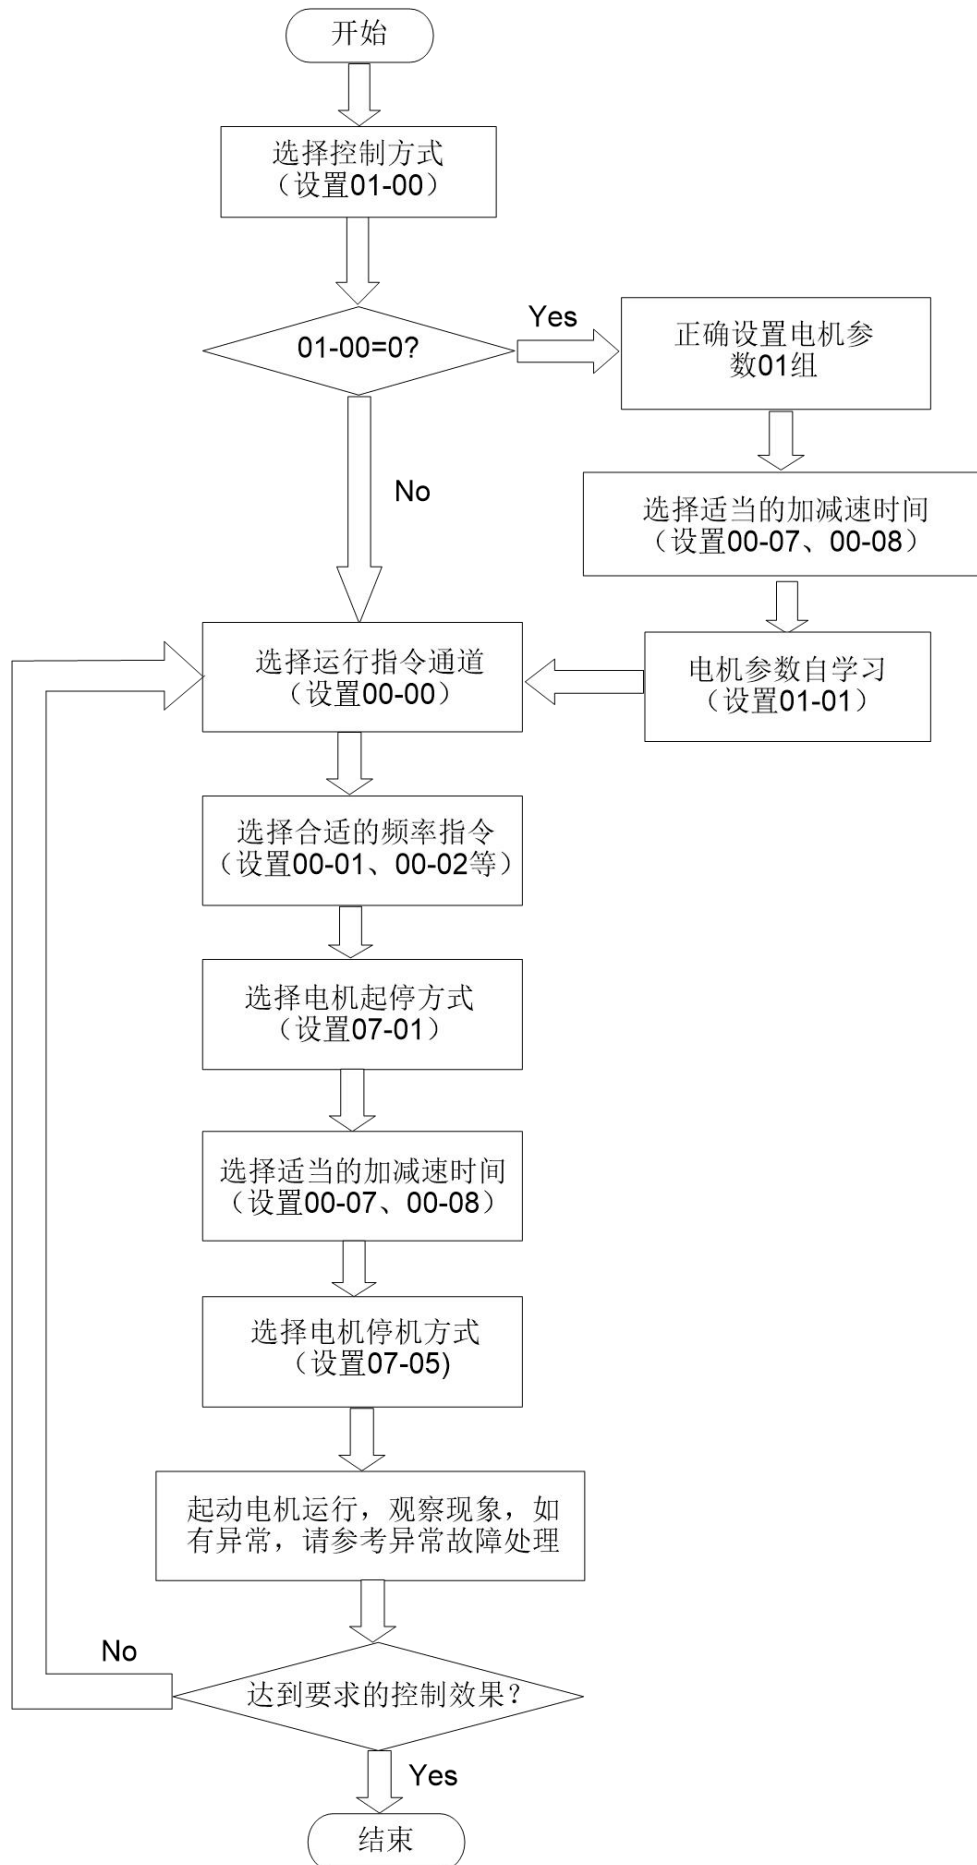 开始
选择控制方式
（设置01-00）
01-00=0?
Yes
正确设置电机参
数01组
No
选择适当的加减速时间
（设置00-07、00-08）
电机参数自学习
（设置01-01）
选择运行指令通道
（设置00-00）
选择合适的频率指令
（设置00-01、00-02等）
选择电机起停方式
（设置07-01）
选择适当的加减速时间
（设置00-07、00-08）
选择电机停机方式
（设置07-05)
起动电机运行，观察现象，如
有异常，请参考异常故障处理
No
达到要求的控制效果？
Yes
结束